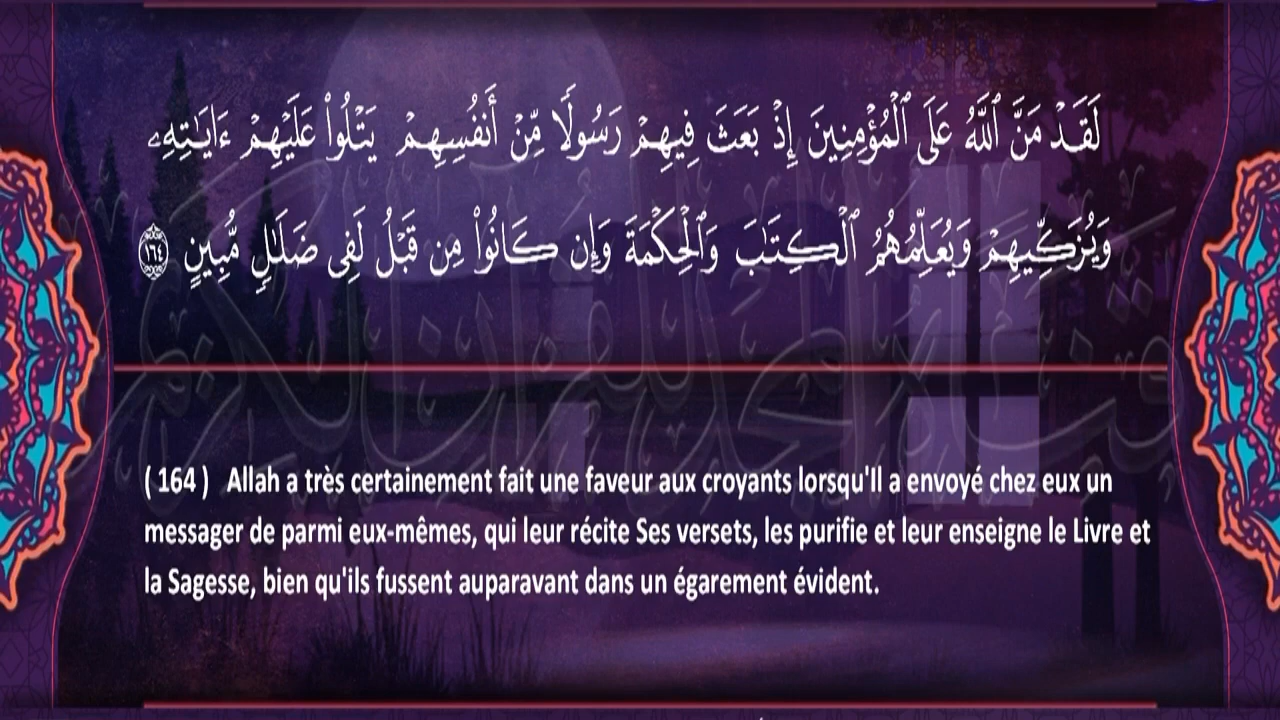 لَقَدْ مَنَّ ٱللَّهُ عَلَى ٱلْمُؤْمِنِينَ إِذْ بَعَثَ فِيهِمْ رَسُولًا مِّنْ أَنفُسِهِمْ يَتْلُوا۟ عَلَيْهِمْ ءَايَـٰتِهِۦ
وَيُزَكِّيهِمْ وَيُعَلِّمُهُمُ ٱلْكِتَـٰبَ وَٱلْحِكْمَةَ وَإِن كَانُوا۟ مِن قَبْلُ لَفِى ضَلَـٰلٍ مُّبِينٍ ١٦٤
( 164 ) Allah a très certainement fait une faveur aux croyants lorsqu'Il a envoyé chez eux un
messager de parmi eux-mêmes, qui leur récite Ses versets, les purifie et leur enseigne le Livre et
la Sagesse, bien qu'ils fussent auparavant dans un égarement évident.